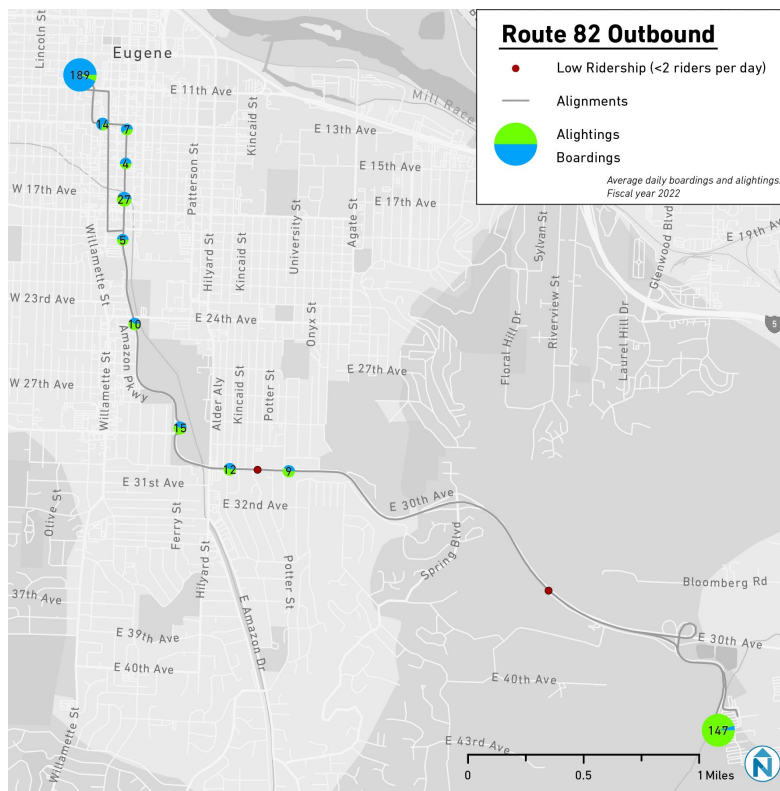 Route 82 Outbound
Low Ridership (<2 riders per day)
Alignments
Alightings
Boardings
Average daily boardings and alightings.
Fiscal year 2022
Lincoln St
Eugene
189
E 11th Ave
Mill Race
14
7
E 13th Ave
Kincaid St
4
E 15th Ave
Patterson St
W 17th Ave
27
E 17th Ave
Agate St
University St
5
Willamette St
Hilyard St
Kincaid St
Sylvan St
Riverview St
Glenwood Blvd
E 19th Av
W 23rd Ave
10
E 24th Ave
Onyx St
Floral Hill Dr
Laurel Hill Dr
5
Amazon Pkwy
Willamette St
W 27th Ave
E 27th Ave
Alder Aly
Kincaid St
Potter St
15
12
9
E 31st Ave
E 32nd Ave
E 30th Ave
Olive St
Ferry St
Hilyard St
Spring Blvd
Potter St
Bloomberg Rd
37th Ave
E Amazon Dr
E 39th Ave
E 30th Ave
E 40th Ave
E 40th Ave
147
E 43rd Ave
Willamette St
0
0.5
1 Miles
N